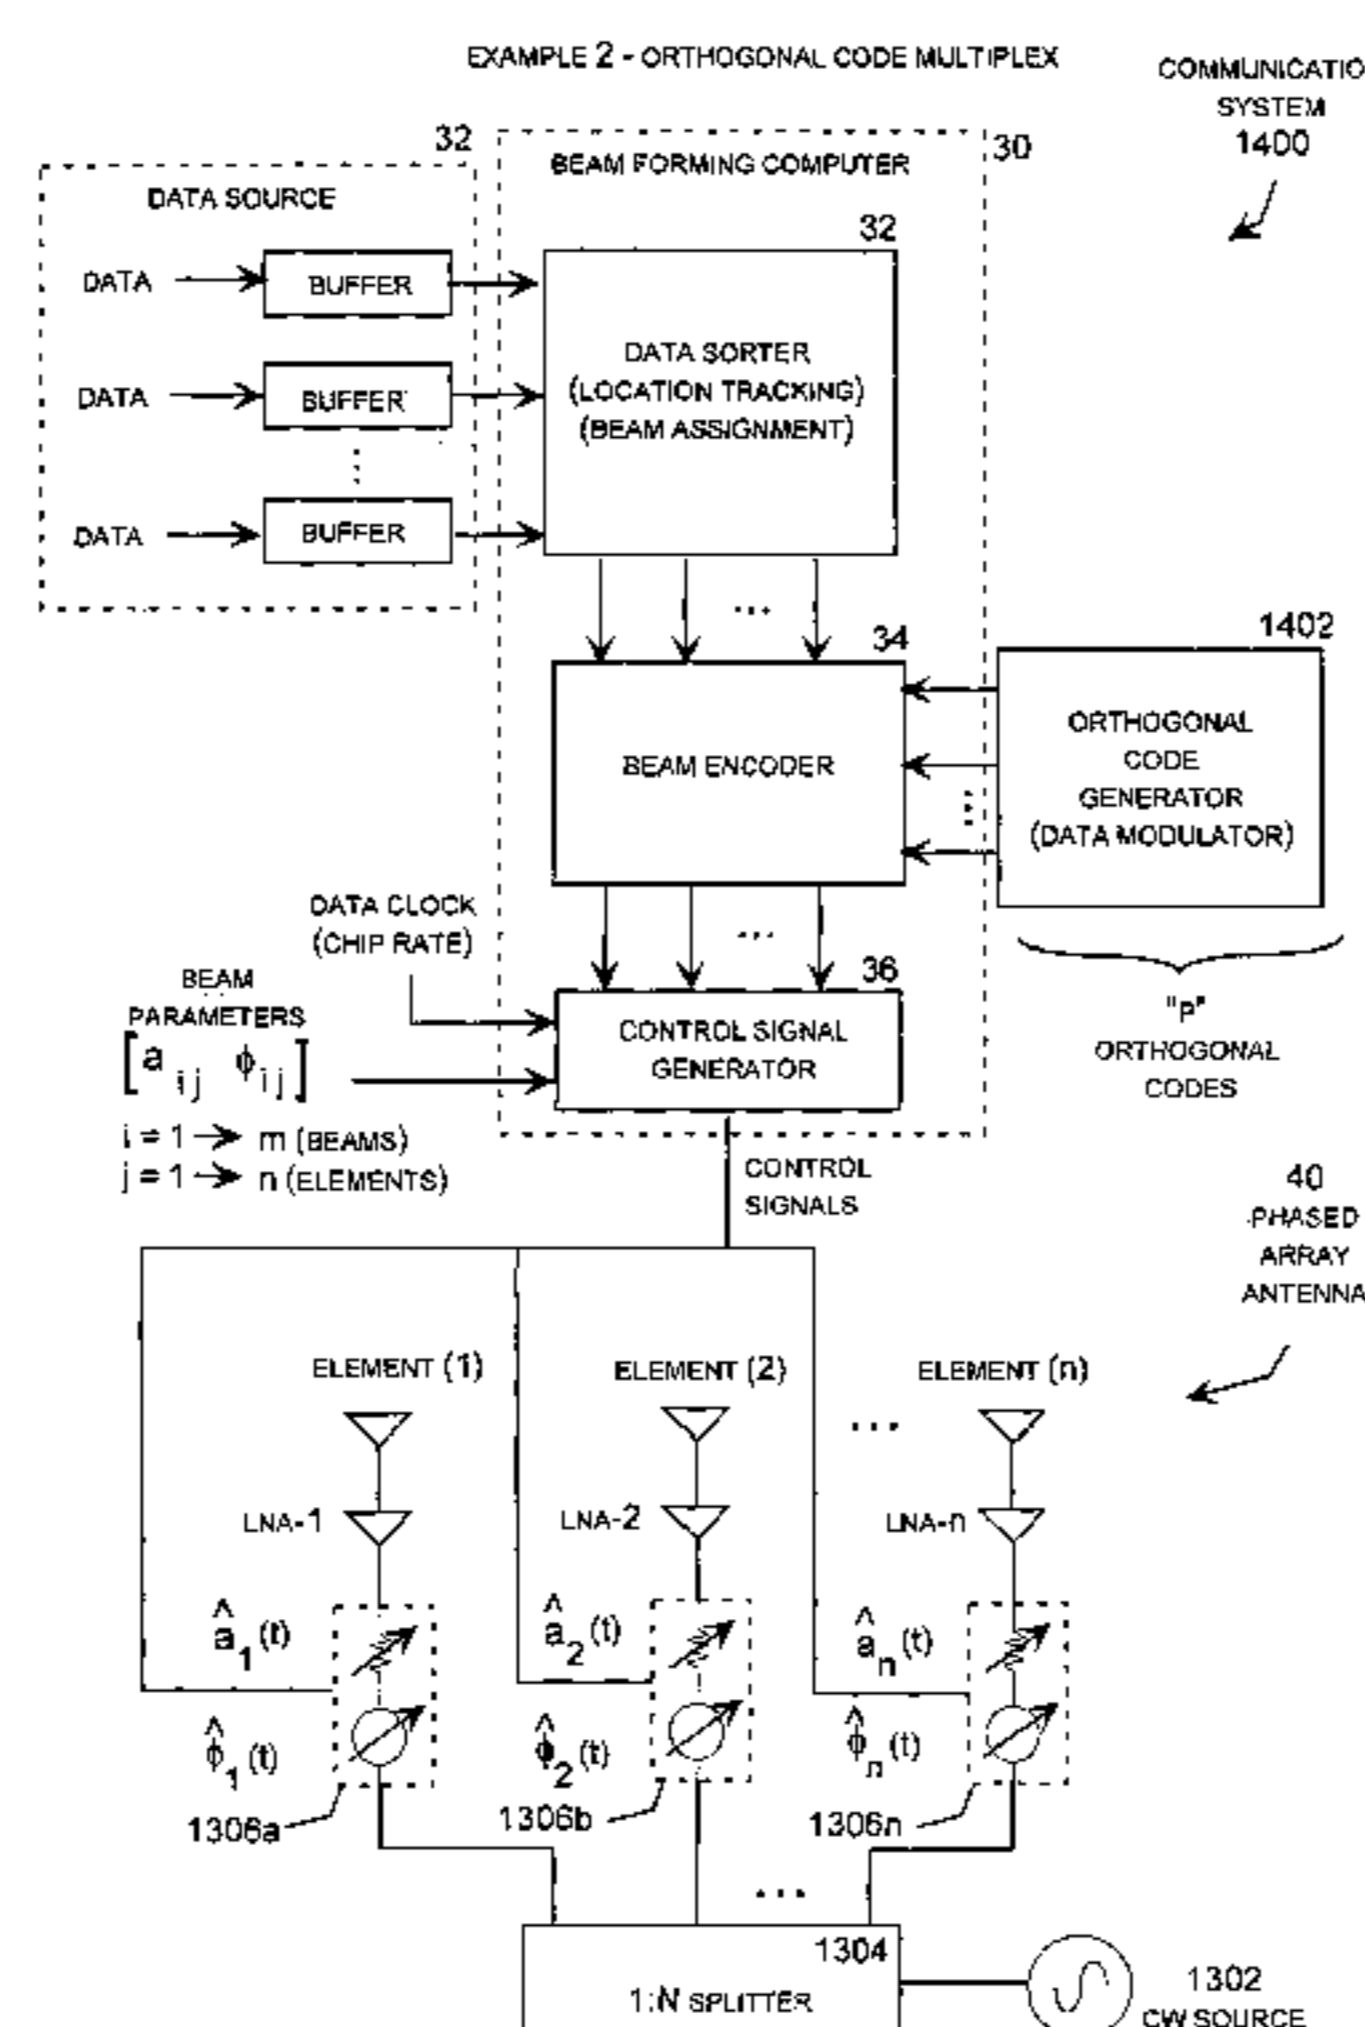 EXAMPLE 2 - ORTHOGONAL CODE MULTIPLEX
COMMUNICATIO
SYSTEM
1400
32
30
DATA SOURCE
BEAM FORMING COMPUTER
32
DATA
BUFFER
DATA
BUFFER
DATA
BUFFER
DATA SORTER
(LOCATION TRACKING)
(BEAM ASSIGNMENT)
34
1402
BEAM ENCODER
ORTHOGONAL
CODE
GENERATOR
(DATA MODULATOR)
DATA CLOCK
(CHIP RATE)
36
BEAM
PARAMETERS
[a ij ϕ ij]
i = 1 → m (BEAMS)
j = 1 → n (ELEMENTS)
CONTROL SIGNAL
GENERATOR
"P"
ORTHOGONAL
CODES
CONTROL
SIGNALS
40
PHASED
ARRAY
ANTENNA
ELEMENT (1)
ELEMENT (2)
...
ELEMENT (n)
LNA-1
LNA-2
LNA-n
â1(t)
â2(t)
ân(t)
ϕ̂1(t)
ϕ̂2(t)
ϕ̂n(t)
1306a
1306b
1306n
...
1304
1:N SPLITTER
1302
CW SOURCE